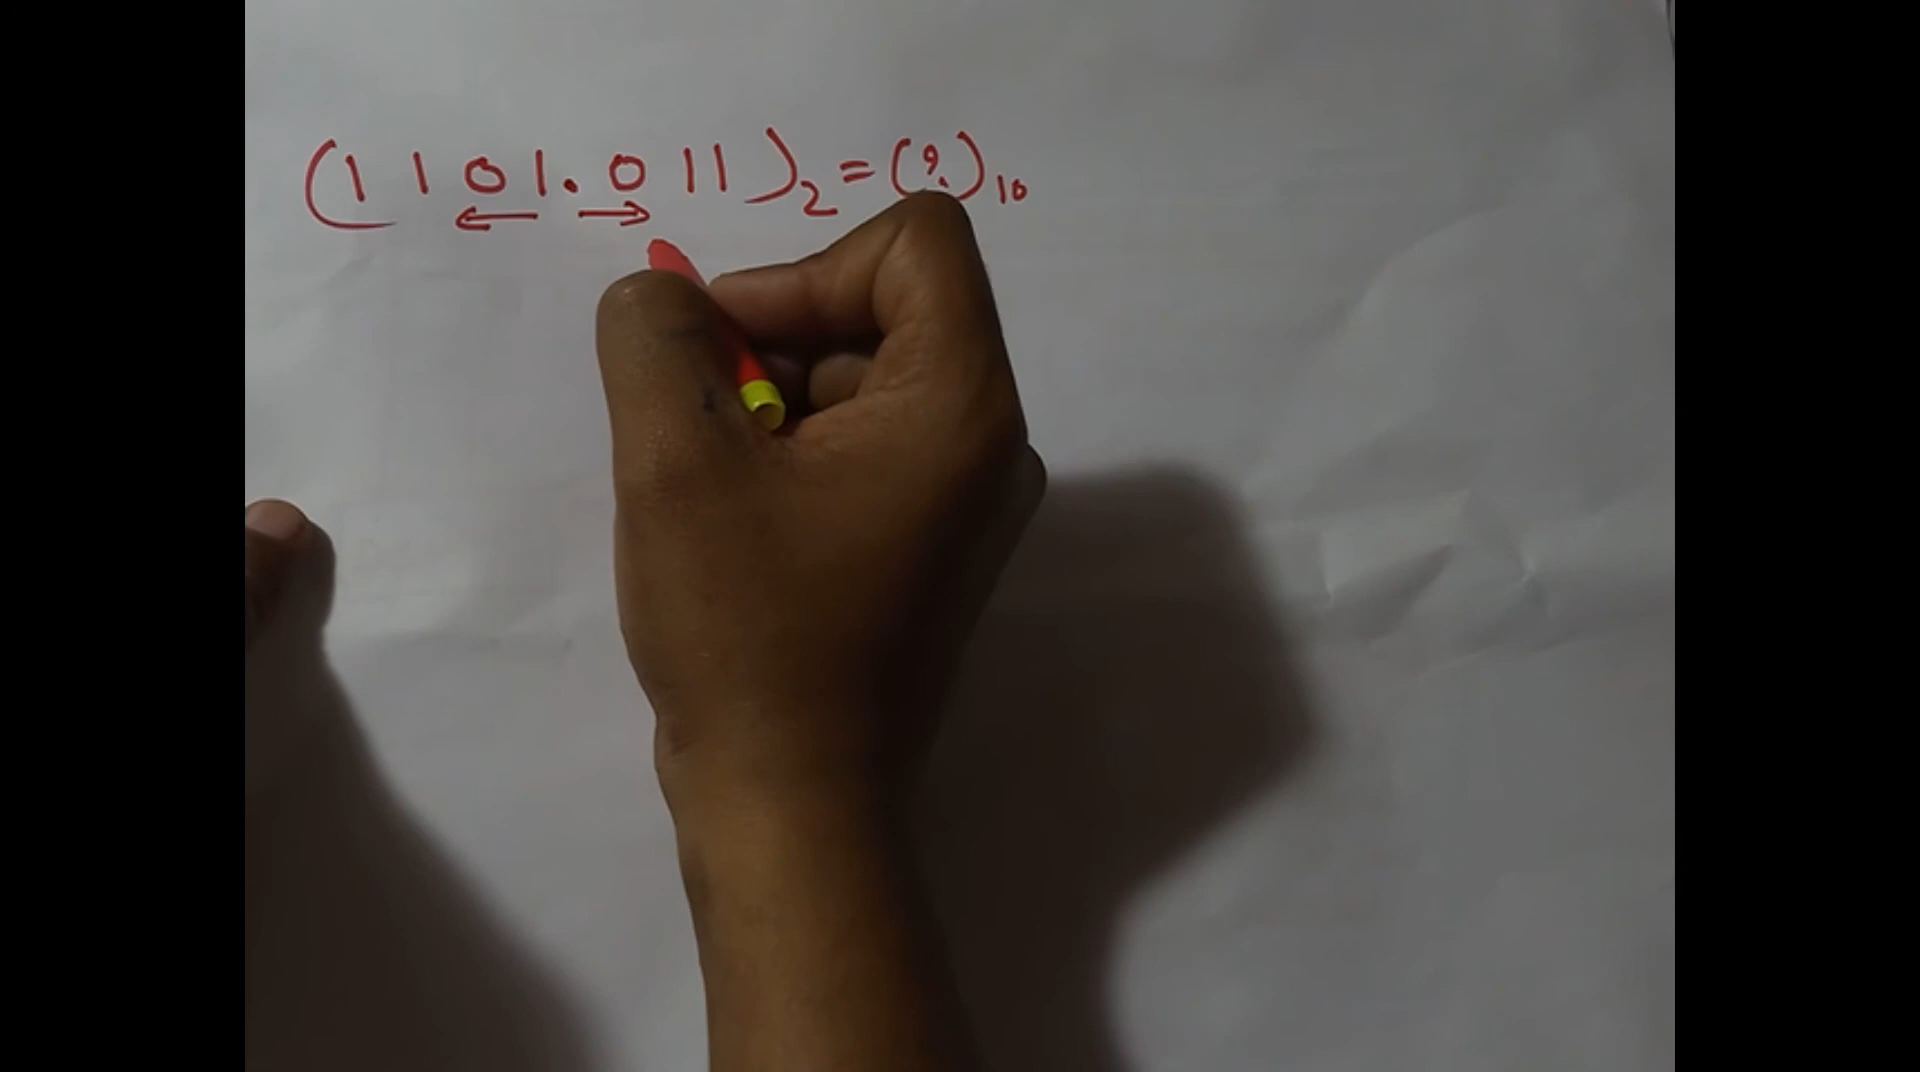 (1101.011)₂ = (?)₁₀